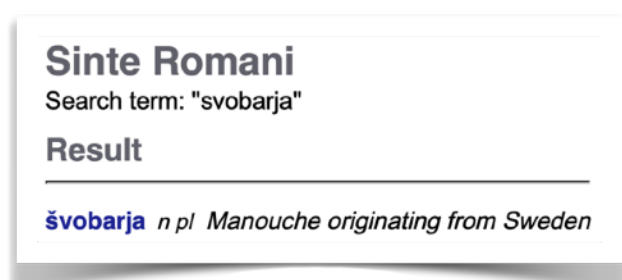 Sinte Romani
Search term: "svobarja"
Result
švobarja n pl Manouche originating from Sweden